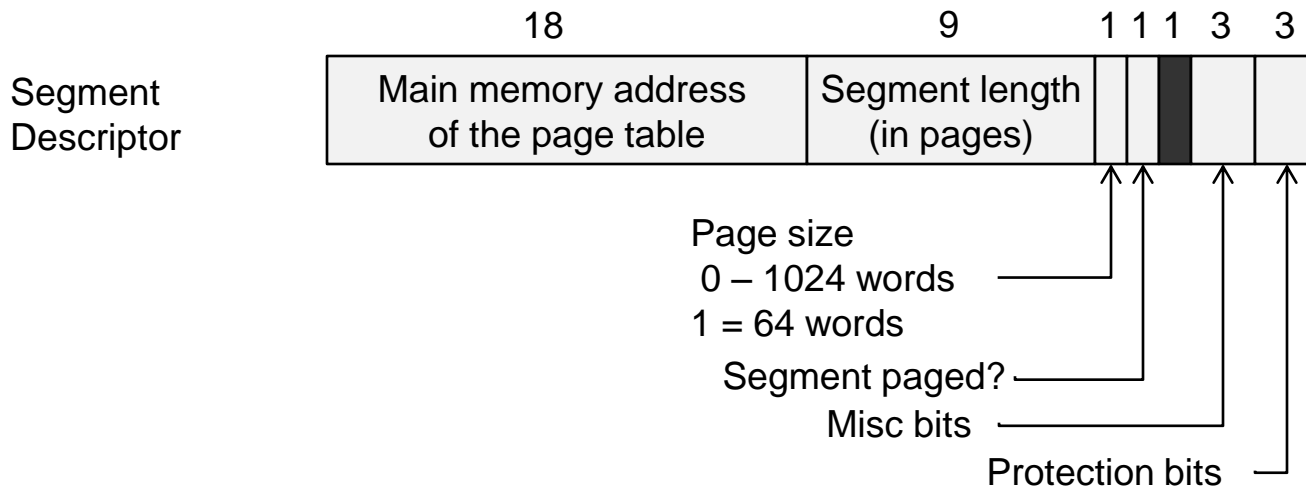 18 9 1 1 1 3 3
Segment
Descriptor
Main memory address
of the page table
Segment length
(in pages)
Page size
0 – 1024 words
1 = 64 words
Segment paged?
Misc bits
Protection bits